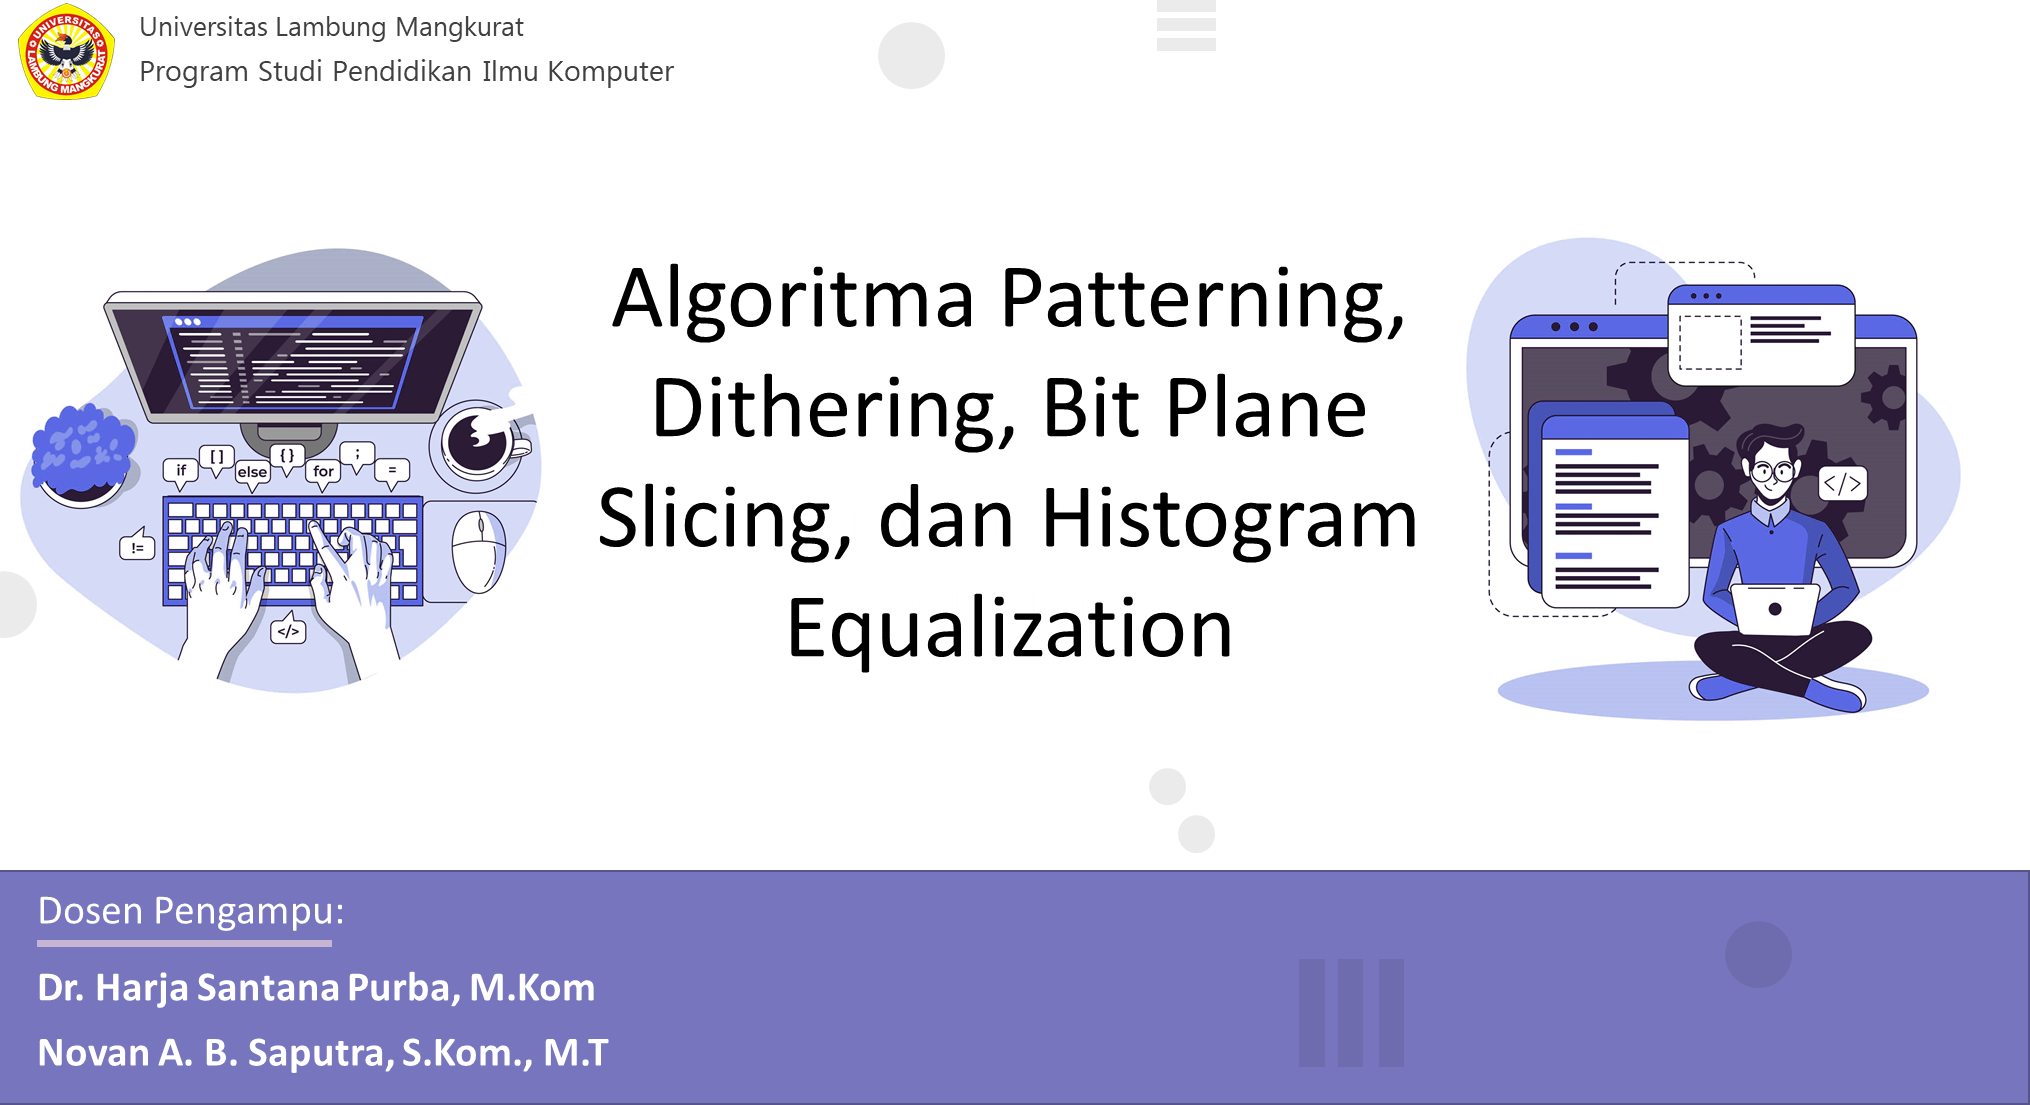 UNIVERSITAS
LAMBUNG MANGKURAT
Universitas Lambung Mangkurat
Program Studi Pendidikan Ilmu Komputer
Algoritma Patterning,
Dithering, Bit Plane
Slicing, dan Histogram
Equalization
if
[ ]
else
{ }
for
;
=
!=
</>
</>
Dosen Pengampu:
Dr. Harja Santana Purba, M.Kom
Novan A. B. Saputra, S.Kom., M.T